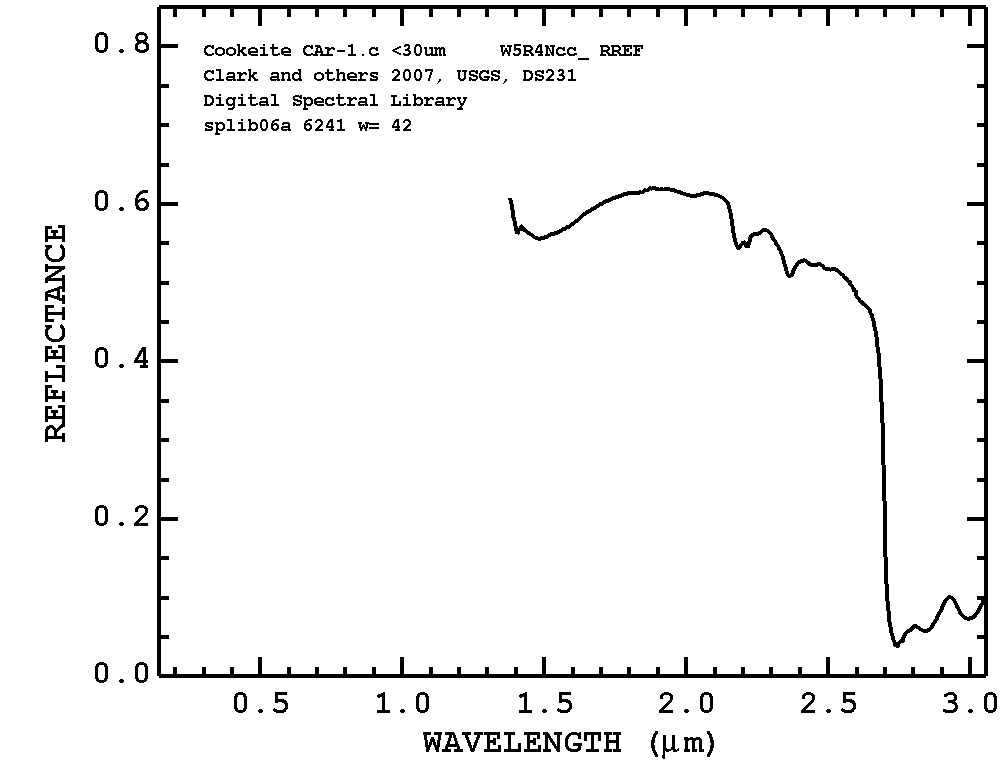 Cookeite CAr-1.c <30um W5R4Ncc_ RREF
Clark and others 2007, USGS, DS231
Digital Spectral Library
splib06a 6241 w= 42
0.8
0.6
0.4
0.2
0.0
REFLECTANCE
0.5 1.0 1.5 2.0 2.5 3.0
WAVELENGTH (μm)